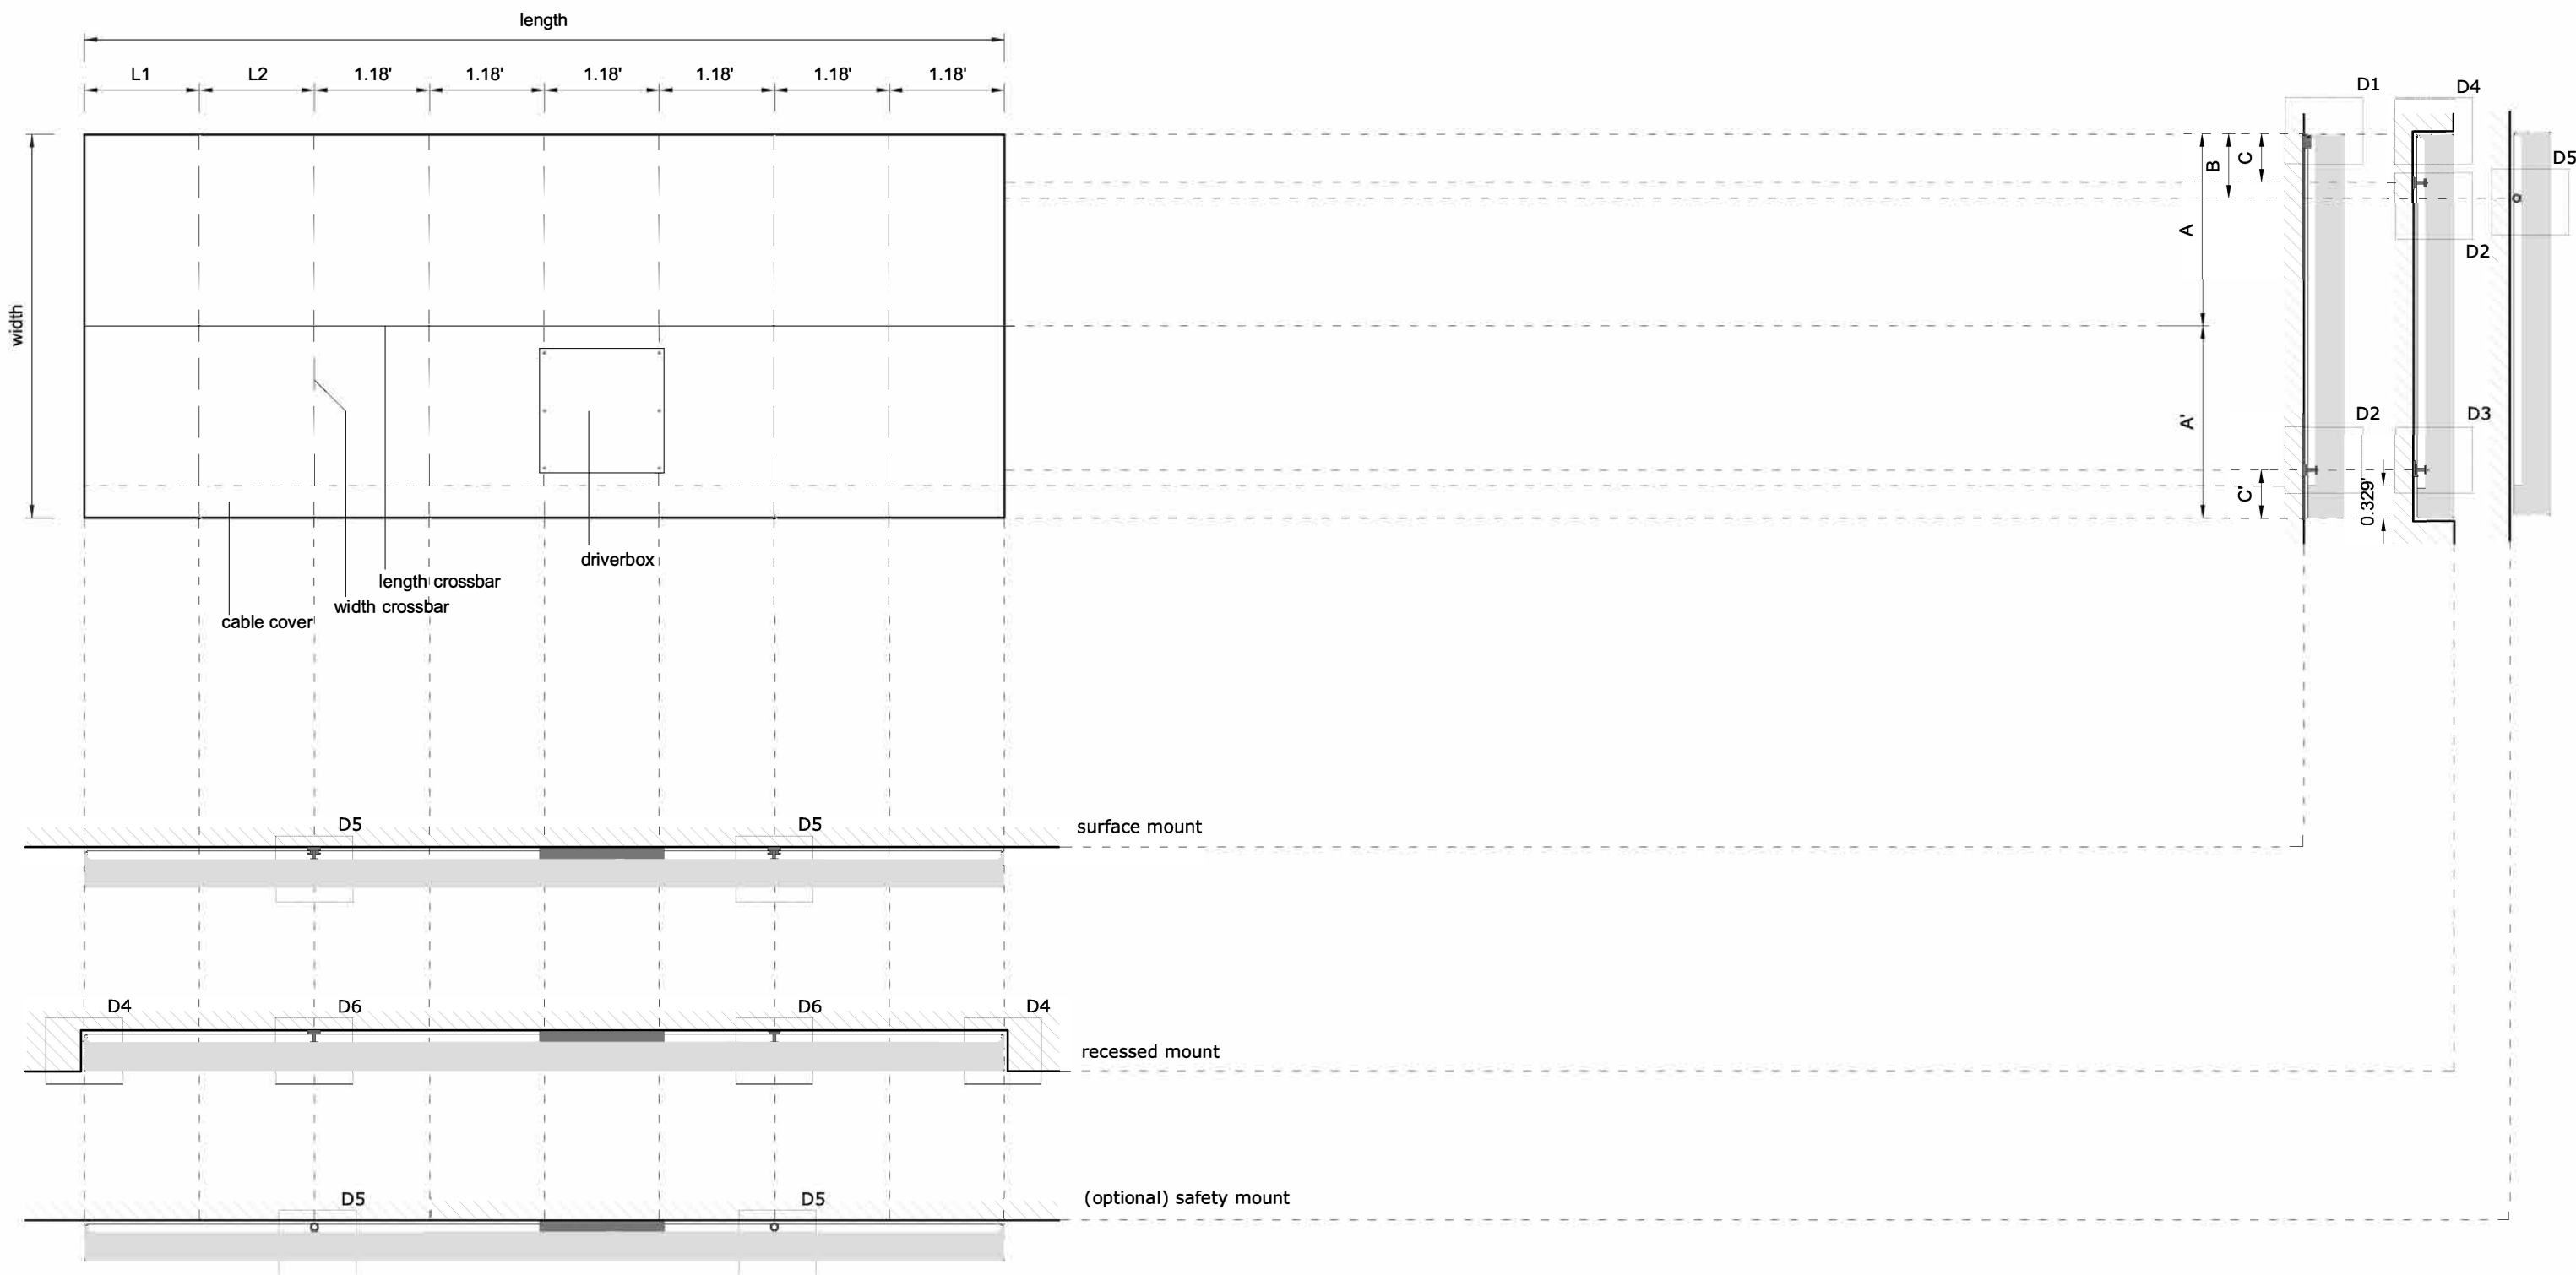 length
L1 L2 1.18' 1.18' 1.18' 1.18' 1.18' 1.18'
D1 D4
B C
D5
width
A
D2
A'
D2 D3
C' 0.329'
driverbox
length crossbar
width crossbar
cable cover
D5 D5 surface mount
D4 D6 D6 D4
recessed mount
D5 D5 (optional) safety mount